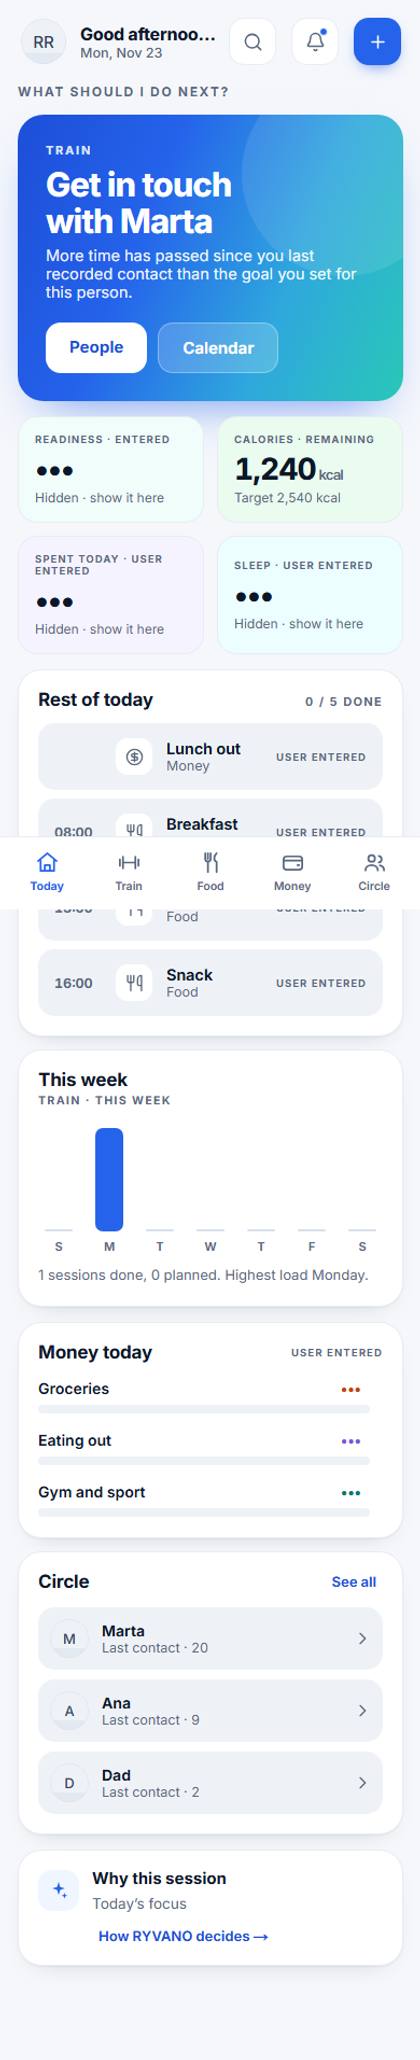 RR
Good afternoo...
Mon, Nov 23
WHAT SHOULD I DO NEXT?
TRAIN
Get in touch
with Marta
More time has passed since you last
recorded contact than the goal you set for
this person.
People
Calendar
READINESS · ENTERED
•••
Hidden · show it here
CALORIES · REMAINING
1,240 kcal
Target 2,540 kcal
SPENT TODAY · USER
ENTERED
•••
Hidden · show it here
SLEEP · USER ENTERED
•••
Hidden · show it here
Rest of today
0 / 5 DONE
Lunch out
Money
USER ENTERED
08:00
Breakfast
USER ENTERED
Today
Train
Food
Money
Circle
Food
16:00
Snack
Food
USER ENTERED
This week
TRAIN · THIS WEEK
S M T W T F S
1 sessions done, 0 planned. Highest load Monday.
Money today
USER ENTERED
Groceries
•••
Eating out
•••
Gym and sport
•••
Circle
See all
M
Marta
Last contact · 20
A
Ana
Last contact · 9
D
Dad
Last contact · 2
Why this session
Today's focus
How RYVANO decides →